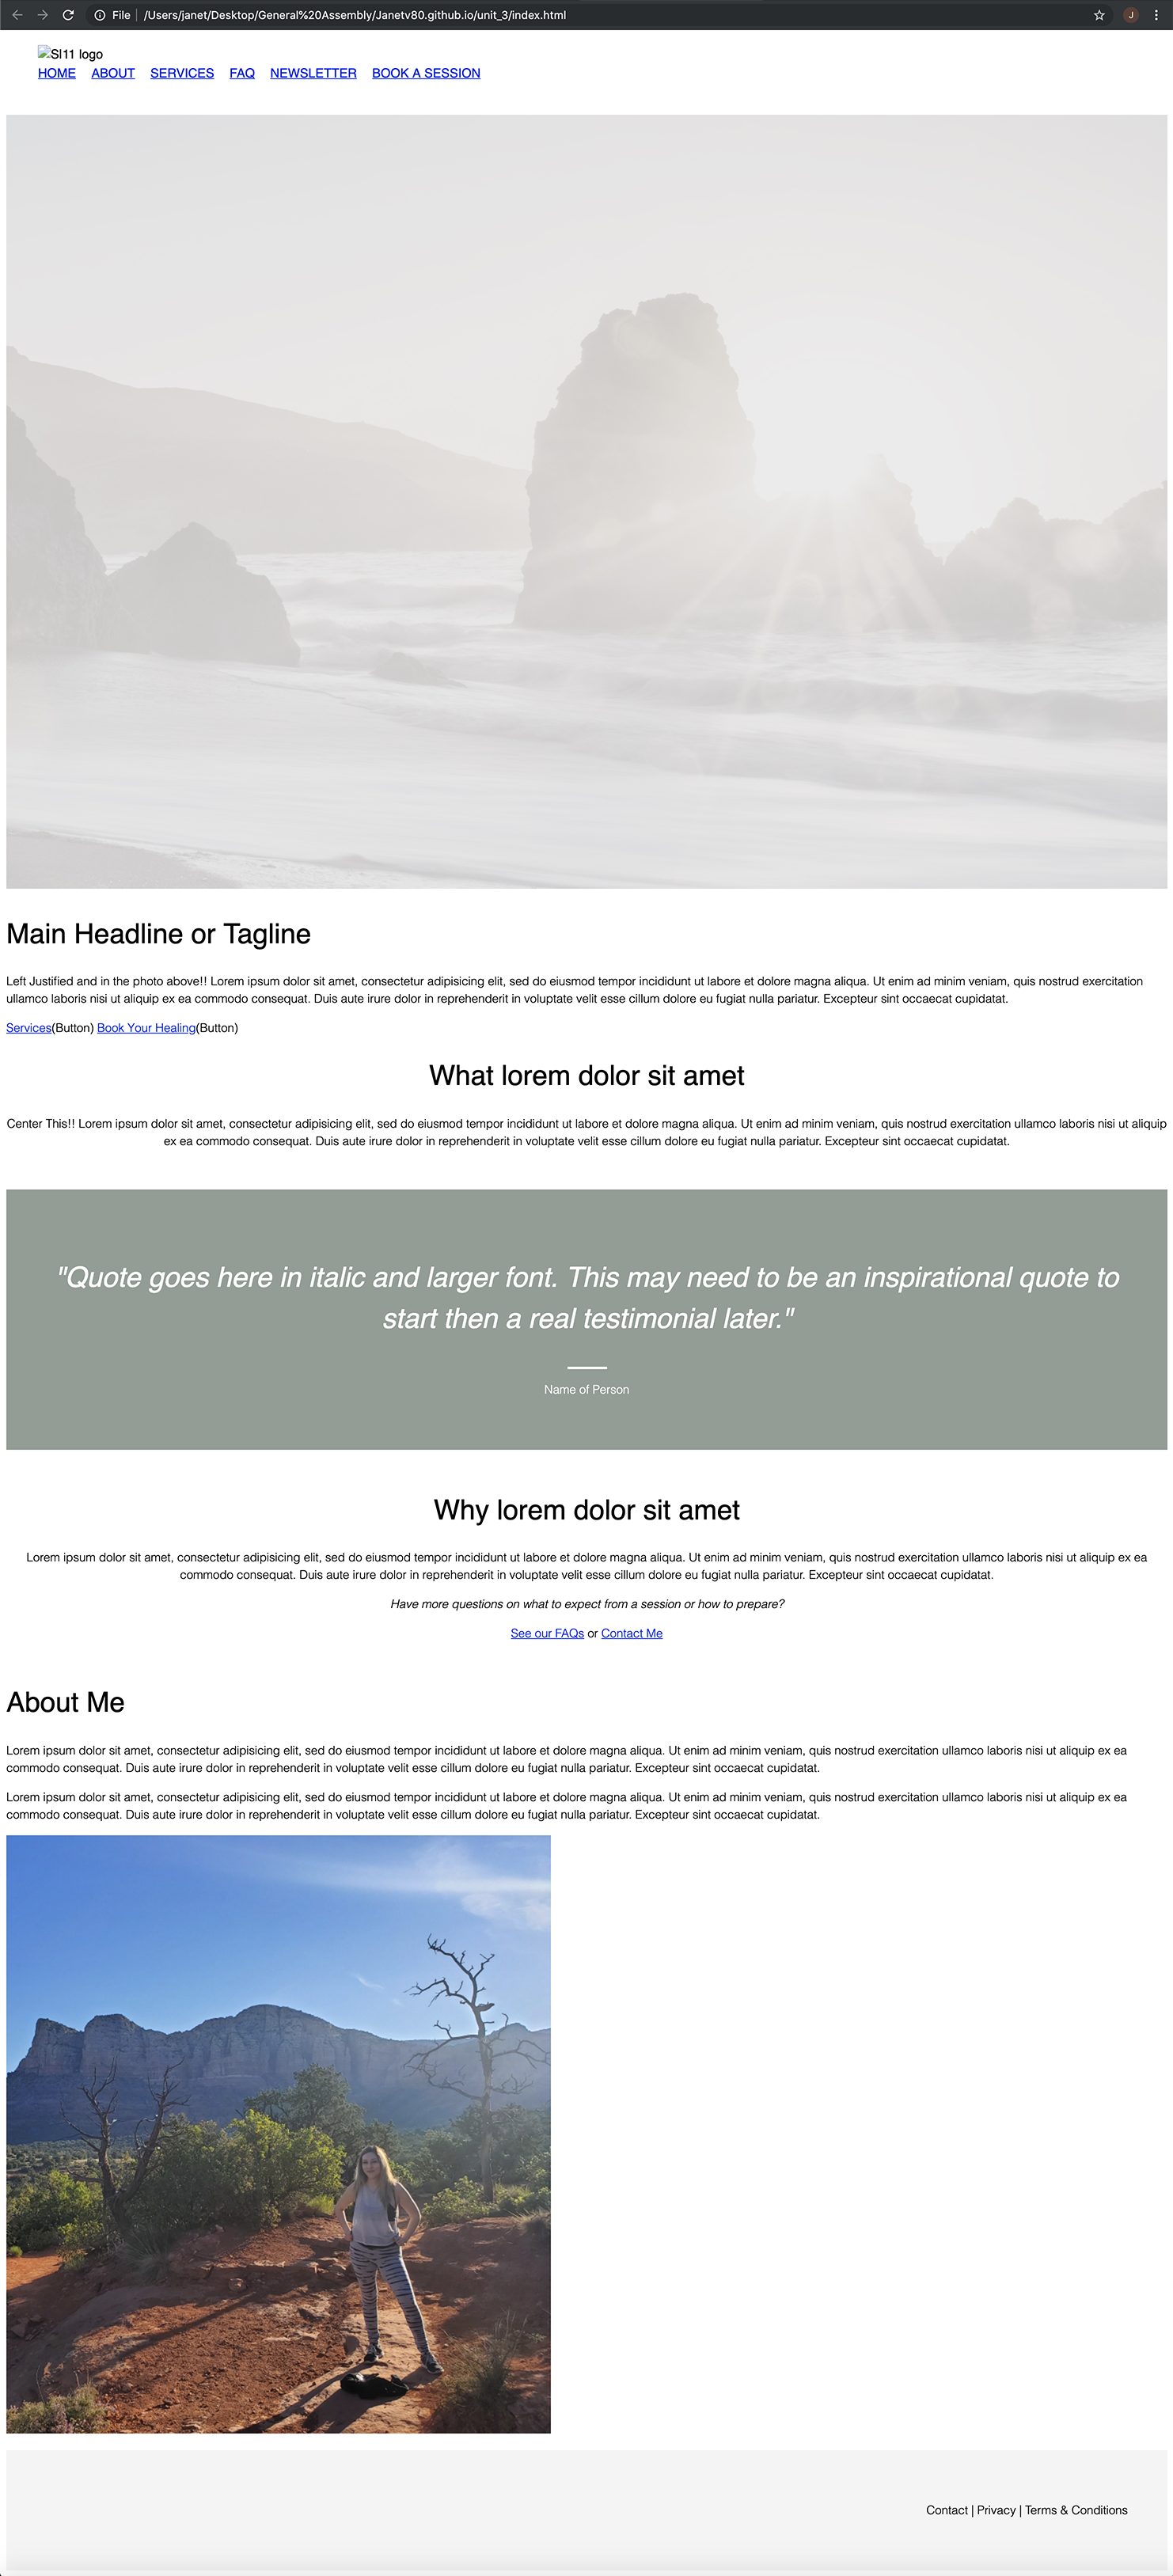 File | /Users/janet/Desktop/General%20Assembly/Janetv80.github.io/unit_3/index.html
J
SI11 logo
HOME ABOUT SERVICES FAQ NEWSLETTER BOOK A SESSION
Main Headline or Tagline
Left Justified and in the photo above!! Lorem ipsum dolor sit amet, consectetur adipisicing elit, sed do eiusmod tempor incididunt ut labore et dolore magna aliqua. Ut enim ad minim veniam, quis nostrud exercitation
ullamco laboris nisi ut aliquip ex ea commodo consequat. Duis aute irure dolor in reprehenderit in voluptate velit esse cillum dolore eu fugiat nulla pariatur. Excepteur sint occaecat cupidatat.
Services(Button) Book Your Healing(Button)
What lorem dolor sit amet
Center This!! Lorem ipsum dolor sit amet, consectetur adipisicing elit, sed do eiusmod tempor incididunt ut labore et dolore magna aliqua. Ut enim ad minim veniam, quis nostrud exercitation ullamco laboris nisi ut aliquip
ex ea commodo consequat. Duis aute irure dolor in reprehenderit in voluptate velit esse cillum dolore eu fugiat nulla pariatur. Excepteur sint occaecat cupidatat.
"Quote goes here in italic and larger font. This may need to be an inspirational quote to
start then a real testimonial later."
Name of Person
Why lorem dolor sit amet
Lorem ipsum dolor sit amet, consectetur adipisicing elit, sed do eiusmod tempor incididunt ut labore et dolore magna aliqua. Ut enim ad minim veniam, quis nostrud exercitation ullamco laboris nisi ut aliquip ex ea
commodo consequat. Duis aute irure dolor in reprehenderit in voluptate velit esse cillum dolore eu fugiat nulla pariatur. Excepteur sint occaecat cupidatat.
Have more questions on what to expect from a session or how to prepare?
See our FAQs or Contact Me
About Me
Lorem ipsum dolor sit amet, consectetur adipisicing elit, sed do eiusmod tempor incididunt ut labore et dolore magna aliqua. Ut enim ad minim veniam, quis nostrud exercitation ullamco laboris nisi ut aliquip ex ea
commodo consequat. Duis aute irure dolor in reprehenderit in voluptate velit esse cillum dolore eu fugiat nulla pariatur. Excepteur sint occaecat cupidatat.
Lorem ipsum dolor sit amet, consectetur adipisicing elit, sed do eiusmod tempor incididunt ut labore et dolore magna aliqua. Ut enim ad minim veniam, quis nostrud exercitation ullamco laboris nisi ut aliquip ex ea
commodo consequat. Duis aute irure dolor in reprehenderit in voluptate velit esse cillum dolore eu fugiat nulla pariatur. Excepteur sint occaecat cupidatat.
Contact | Privacy | Terms & Conditions